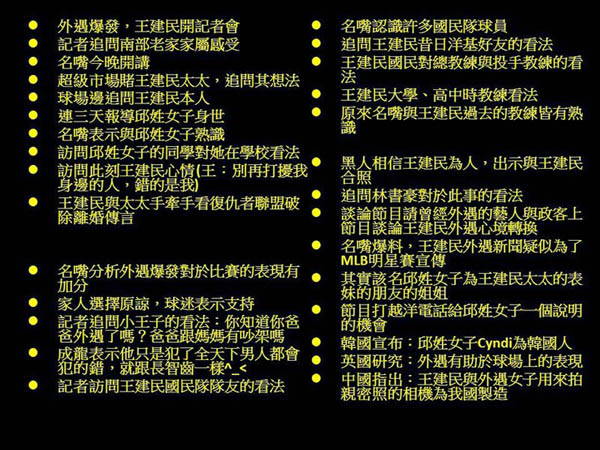 外遇爆發，王建民開記者會
記者追問南部老家家屬感受
名嘴今晚開講
超級市場賭王建民太太，追問其想法
球場邊追問王建民本人
連三天報導邱姓女子身世
名嘴表示與邱姓女子熟識
訪問邱姓女子的同學對她在學校看法
訪問此刻王建民心情(王：別再打擾我
身邊的人，錯的是我)
王建民與太太手牽手看復仇者聯盟破
除離婚傳言
名嘴分析外遇爆發對於比賽的表現有
加分
家人選擇原諒，球迷表示支持
記者追問小王子的看法：你知道你爸
爸外遇了嗎？爸爸跟媽媽有吵架嗎
成龍表示他只是犯了全天下男人都會
犯的錯，就跟長智齒一樣^_<
記者訪問王建民國民隊隊友的看法
名嘴認識許多國民隊球員
追問王建民昔日洋基好友的看法
王建民國民對總教練與投手教練的看
法
王建民大學、高中時教練看法
原來名嘴與王建民過去的教練皆有熟
識
黑人相信王建民為人，出示與王建民
合照
追問林書豪對於此事的看法
談論節目請曾經外遇的藝人與政客上
節目談論王建民外遇心境轉換
名嘴爆料，王建民外遇新聞疑似為了
MLB明星賽宣傳
其實該名邱姓女子為王建民太太的表
妹的朋友的姐姐
節目打越洋電話給邱姓女子一個說明
的機會
韓國宣布：邱姓女子Cyndi為韓國人
英國研究：外遇有助於球場上的表現
中國指出：王建民與外遇女子用來拍
親密照的相機為我國製造